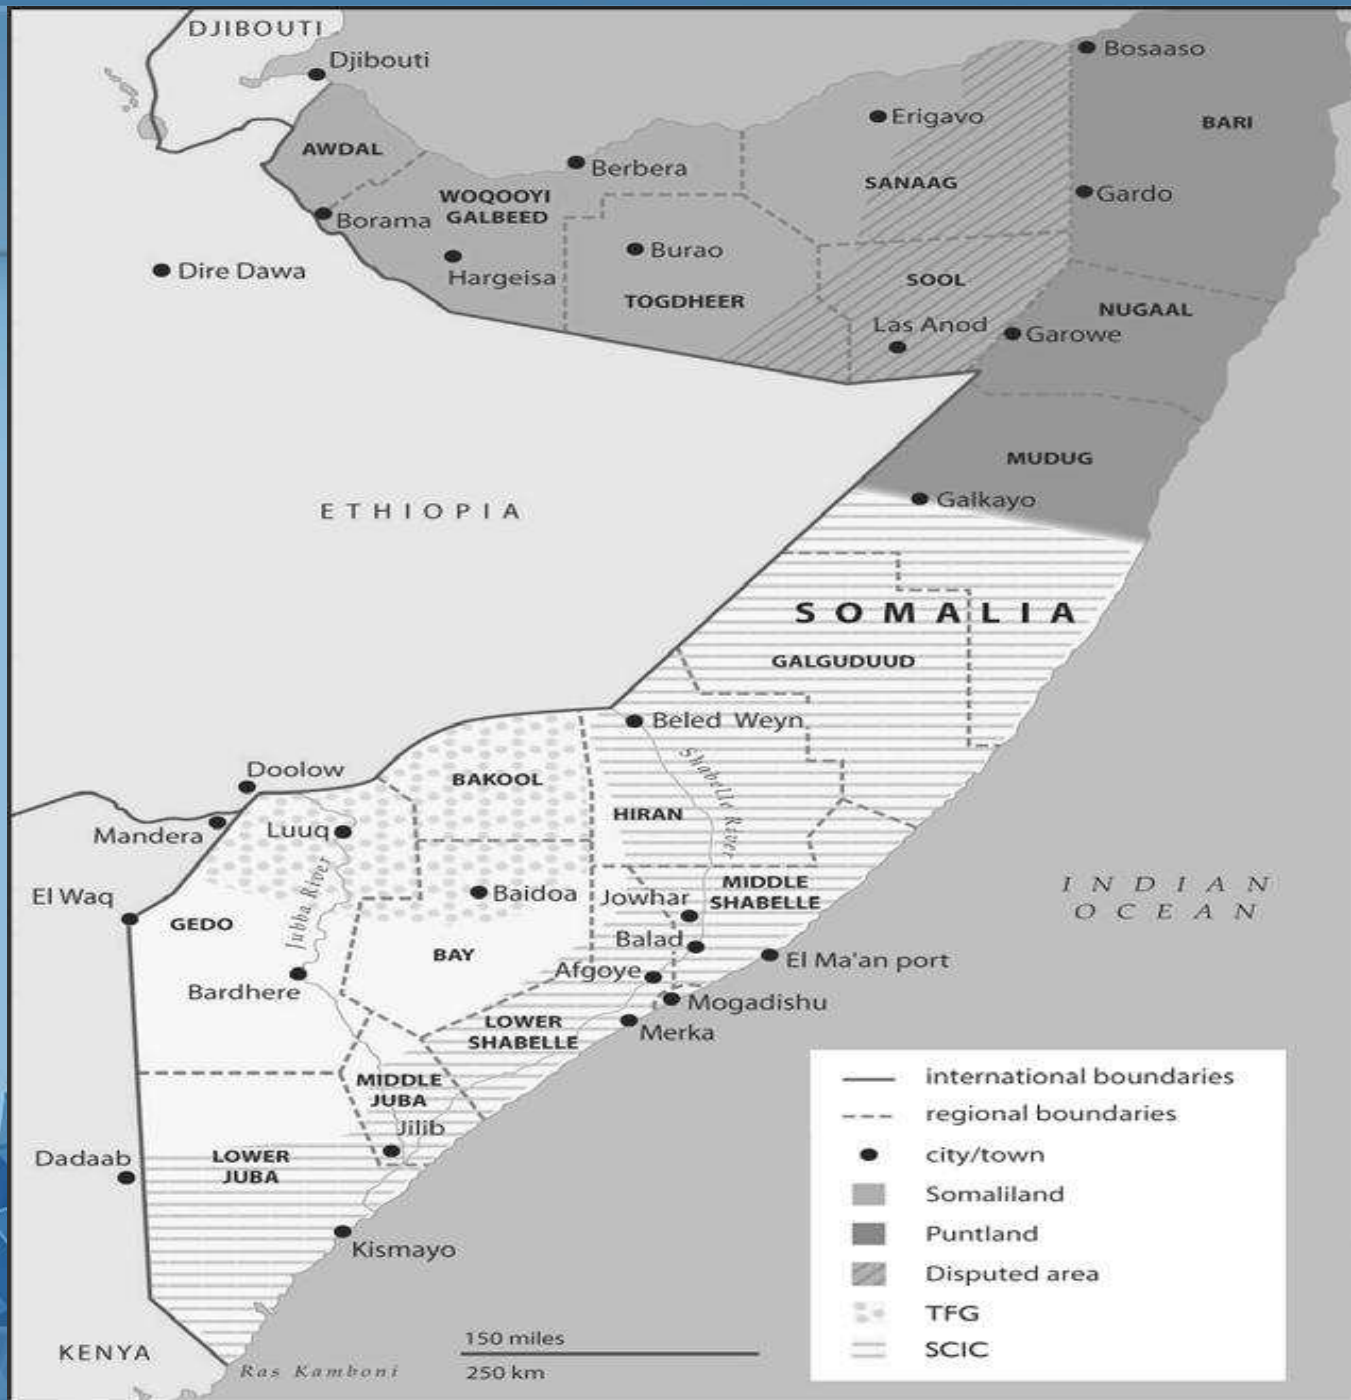 DJIBOUTI
Djibouti
Bosaaso
Erigavo
BARI
AWDAL
Berbera
SANAAG
WOQOOYI
GALBEED
Gardo
Borama
Burao
Dire Dawa
Hargeisa
SOOL
TOGDHEER
NUGAAL
Las Anod
Garowe
MUDUG
Galkayo
ETHIOPIA
SOMALIA
GALGUDUUD
Beled Weyn
Shabelle River
Doolow
BAKOOL
HIRAN
Mandera
Luuq
Jubba River
El Waq
Baidoa
Jowhar
MIDDLE
SHABELLE
INDIAN
OCEAN
GEDO
BAY
Balad
El Ma'an port
Afgoye
Bardhere
Mogadishu
LOWER
SHABELLE
Merka
MIDDLE
JUBA
Jilib
Dadaab
LOWER
JUBA
Kismayo
KENYA
Ras Kamboni
150 miles
250 km
international boundaries
regional boundaries
city/town
Somaliland
Puntland
Disputed area
TFG
SCIC